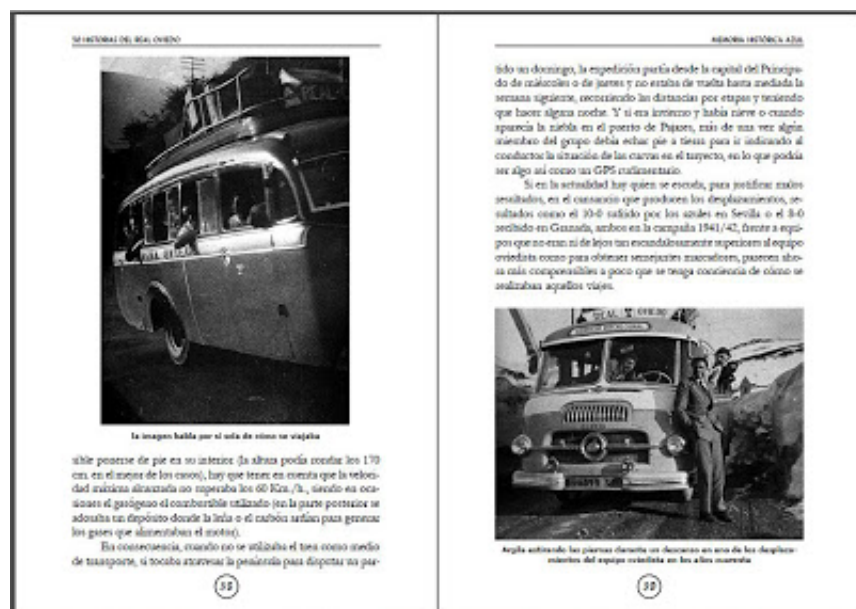 50 HISTORIAS DEL REAL OVIEDO
REAL
REAL OVIEDO
la imagen habla por sí sola de cómo se viajaba
sible ponerse de pie en su interior (la altura podía rondar los 170
cm. en el mejor de los casos), hay que tener en cuenta que la veloci-
dad máxima alcanzada no superaba los 60 Km./h., siendo en oca-
siones el gasógeno el combustible utilizado (en la parte posterior se
adosaba un depósito donde la leña o el carbón ardían para generar
los gases que alimentaban el motor).
En consecuencia, cuando no se utilizaba el tren como medio
de transporte, si tocaba atravesar la península para disputar un par-
MEMORIA HISTÓRICA AZUL
tido un domingo, la expedición partía desde la capital del Principa-
do de miércoles o de jueves y no estaba de vuelta hasta mediada la
semana siguiente, recorriendo las distancias por etapas y teniendo
que hacer alguna noche. Y si era invierno y había nieve o cuando
aparecía la niebla en el puerto de Pajares, más de una vez algún
miembro del grupo debía echar pie a tierra para ir indicando al
conductor la situación de las curvas en el trayecto, en lo que podría
ser algo así como un GPS rudimentario.
Si en la actualidad hay quien se escuda, para justificar malos
resultados, en el cansancio que producen los desplazamientos, re-
sultados como el 10-0 sufrido por los azules en Sevilla o el 8-0
recibido en Granada, ambos en la campaña 1941/42, frente a equi-
pos que no eran ni de lejos tan escandalosamente superiores al equipo
oviedista como para obtener semejantes marcadores, parecen aho-
ra más comprensibles a poco que se tenga conciencia de cómo se
realizaban aquellos viajes.
REAL OVIEDO
Argila estirando las piernas durante un descanso en uno de los desplaza-
mientos del equipo oviedista en los años cuarenta